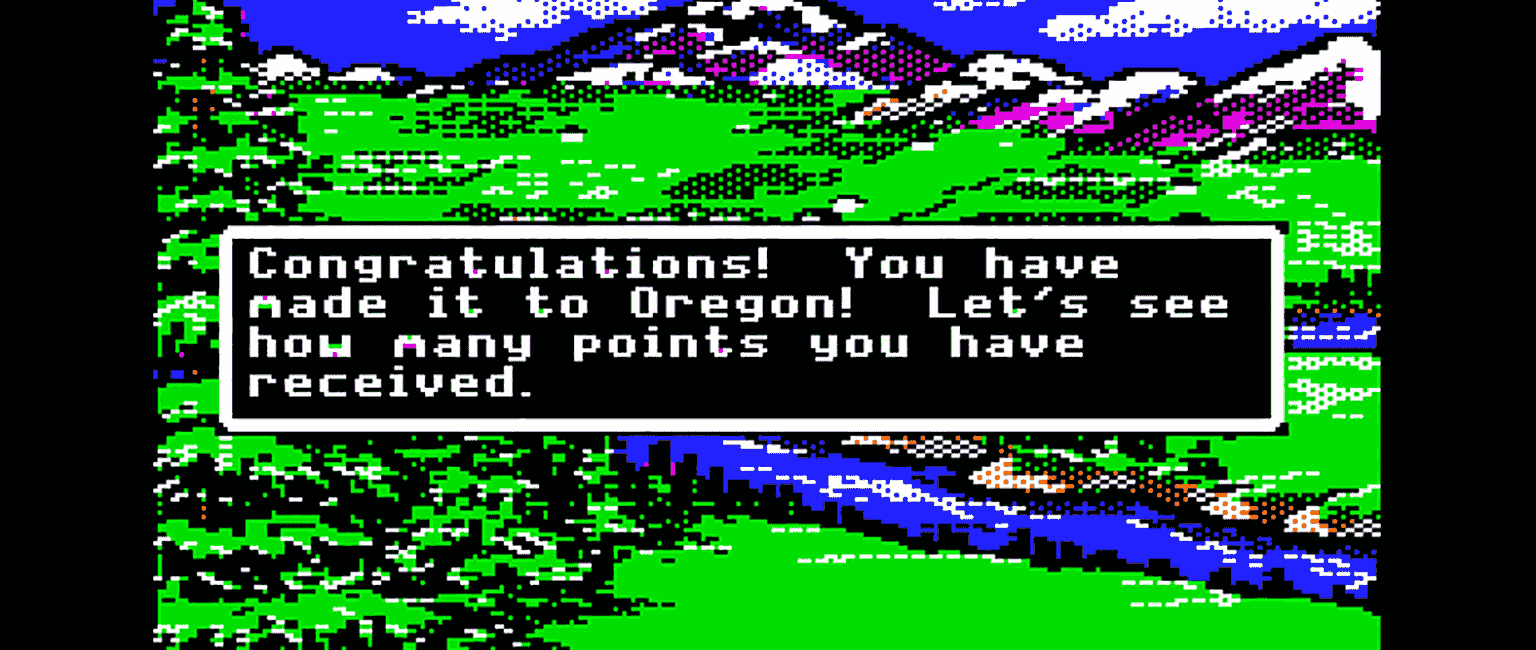 Congratulations!  You have
made it to Oregon!  Let's see
how many points you have
received.